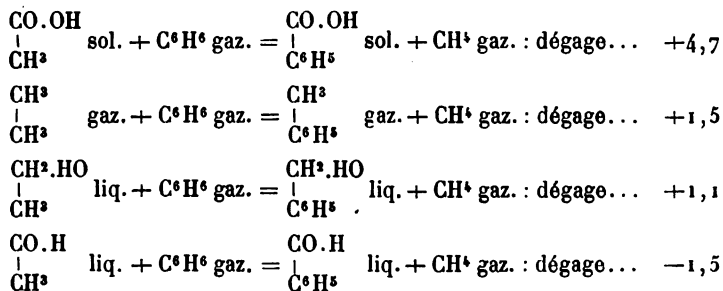 CO.OH CO.OH
| sol. + C⁶H⁶ gaz. = | sol. + CH⁴ gaz. : dégage... +4,7
CH³ C⁶H⁵
CH³ CH³
| gaz. + C⁶H⁶ gaz. = | gaz. + CH⁴ gaz. : dégage... +1,5
CH³ C⁶H⁵
CH².HO CH².HO
| liq. + C⁶H⁶ gaz. = | liq. + CH⁴ gaz. : dégage... +1,1
CH³ C⁶H⁵
CO.H CO.H
| liq. + C⁶H⁶ gaz. = | liq. + CH⁴ gaz. : dégage... −1,5
CH³ C⁶H⁵